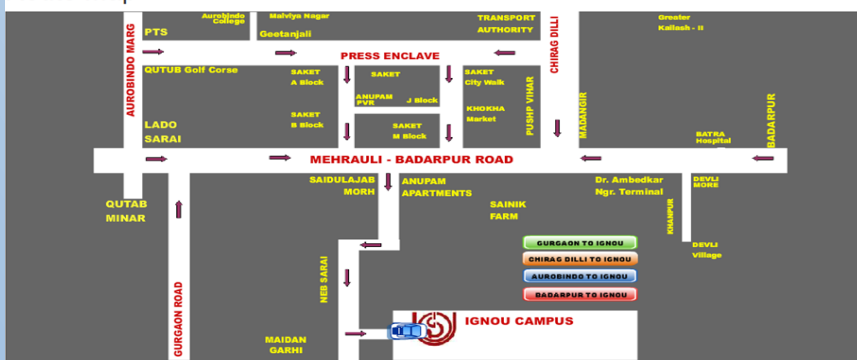 Aurobindo
College
Malviya Nagar
TRANSPORT
AUTHORITY
Greater
Kailash - II
PTS
Geetanjali
AUROBINDO MARG
PRESS ENCLAVE
CHIRAG DILLI
QUTUB Golf Corse
SAKET
A Block
SAKET
SAKET
City Walk
ANUPAM
PVR
J Block
SAKET
B Block
KHOKHA
Market
PUSHP VIHAR
MADANGIR
BADARPUR
LADO
SARAI
SAKET
M Block
BATRA
Hospital
MEHRAULI - BADARPUR ROAD
SAIDULAJAB
MORH
ANUPAM
APARTMENTS
Dr. Ambedkar
Ngr. Terminal
DEVLI
MORE
QUTAB
MINAR
SAINIK
FARM
KHANPUR
GURGAON TO IGNOU
DEVLI
Village
CHIRAG DILLI TO IGNOU
AUROBINDO TO IGNOU
BADARPUR TO IGNOU
NEB SARAI
GURGAON ROAD
IGNOU CAMPUS
MAIDAN
GARHI